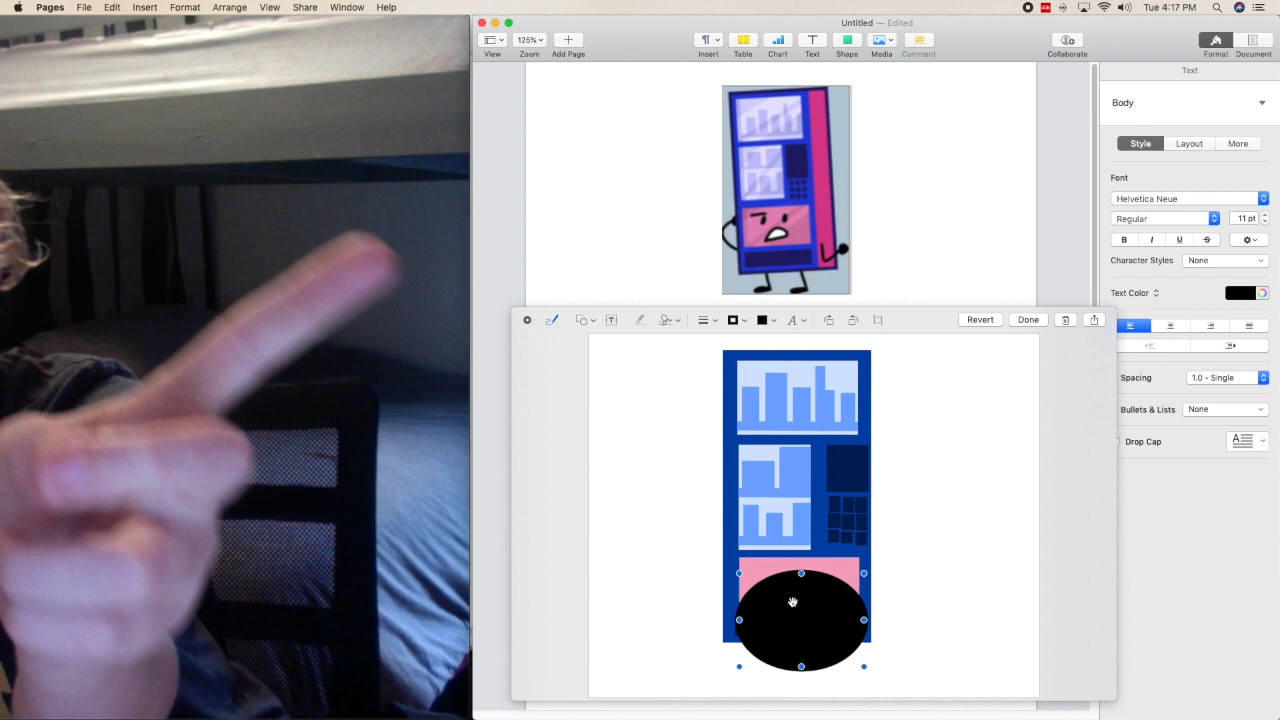 Pages File Edit Insert Format Arrange View Share Window Help
Tue 4:17 PM
Untitled — Edited
125%
View Zoom Add Page
Insert Table Chart Text Shape Media Comment
Collaborate
Format Document
Text
Body
Style Layout More
Font
Helvetica Neue
Regular 11 pt
B I U S
Character Styles None
Text Color
Revert Done
A
Spacing 1.0 - Single
Bullets & Lists None
Drop Cap
A